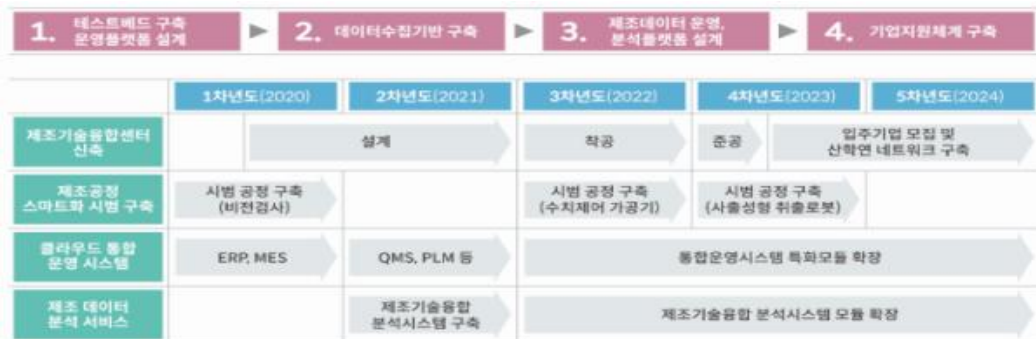 1. 테스트베드 구축
운영플랫폼 설계
2. 데이터수집기반 구축
3. 제조데이터 운영,
분석플랫폼 설계
4. 기업지원체계 구축
1차년도(2020) 2차년도(2021) 3차년도(2022) 4차년도(2023) 5차년도(2024)
제조기술융합센터
신축
설계
착공
준공
입주기업 모집 및
산학연 네트워크 구축
제조공정
스마트화 시범 구축
시범 공정 구축
(비전검사)
시범 공정 구축
(수치제어 가공기)
시범 공정 구축
(사출성형 취출로봇)
클라우드 통합
운영 시스템
ERP, MES
QMS, PLM 등
통합운영시스템 특화모듈 확장
제조 데이터
분석 서비스
제조기술융합
분석시스템 구축
제조기술융합 분석시스템 모듈 확장